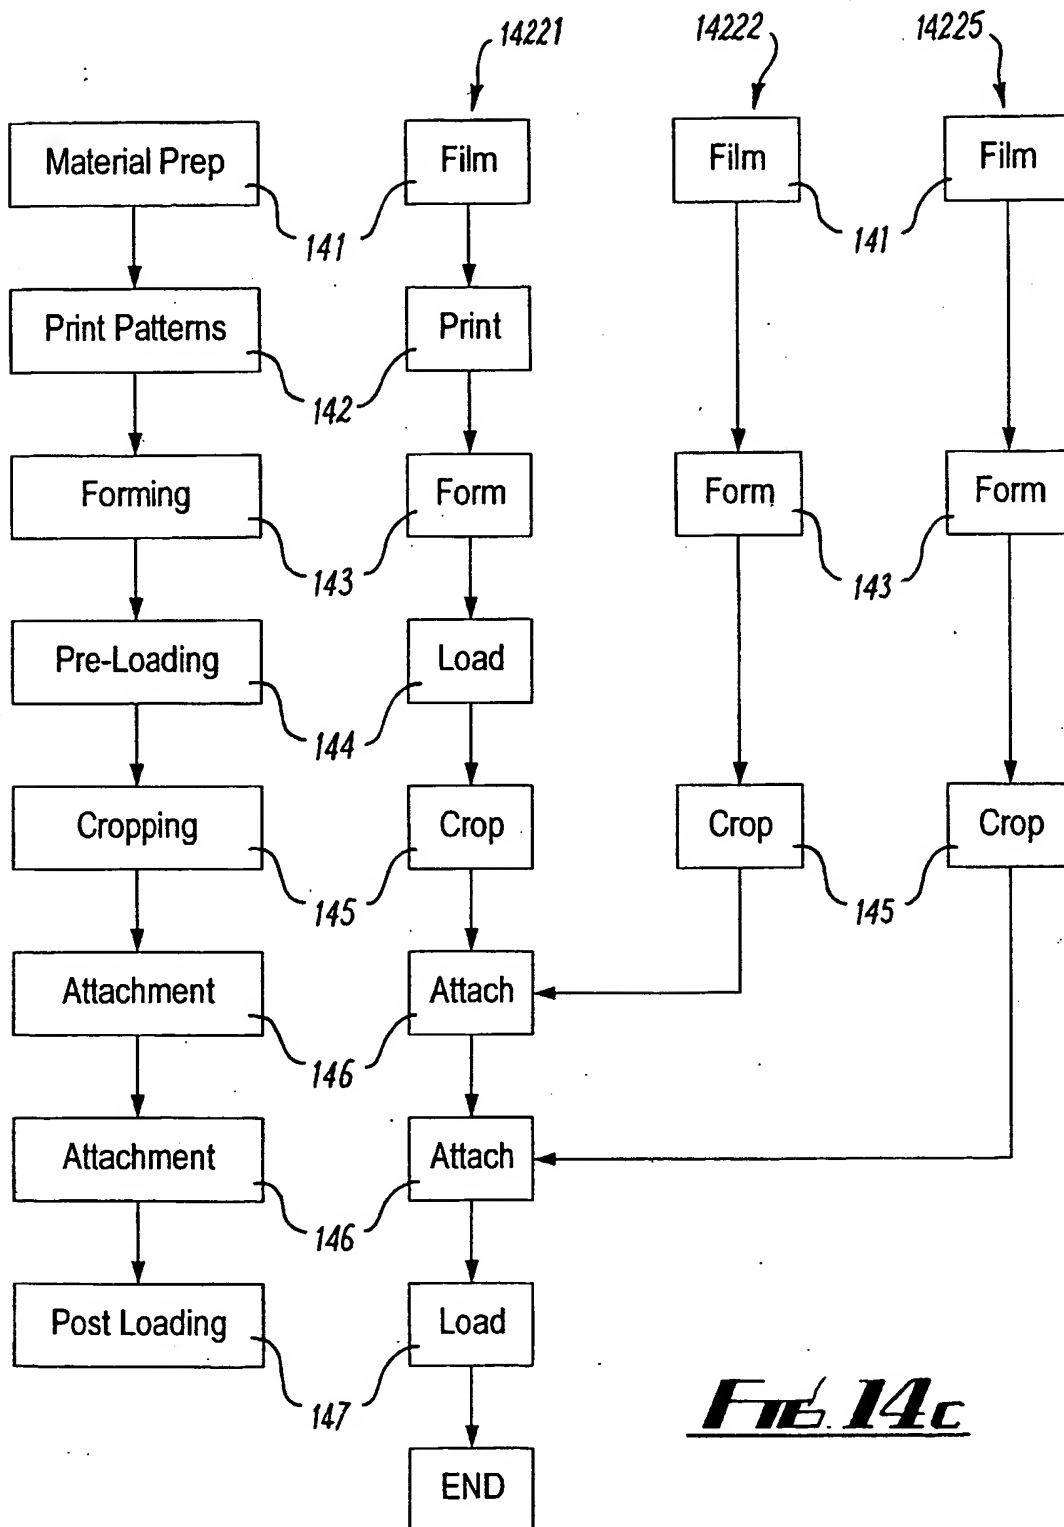 14221 14222 14225
Material Prep Film Film Film
141 141
Print Patterns Print
142
Forming Form Form Form
143 143
Pre-Loading Load
144
Cropping Crop Crop Crop
145 145
Attachment Attach
146
Attachment Attach
146
Post Loading Load
147
FIG. 14c
END